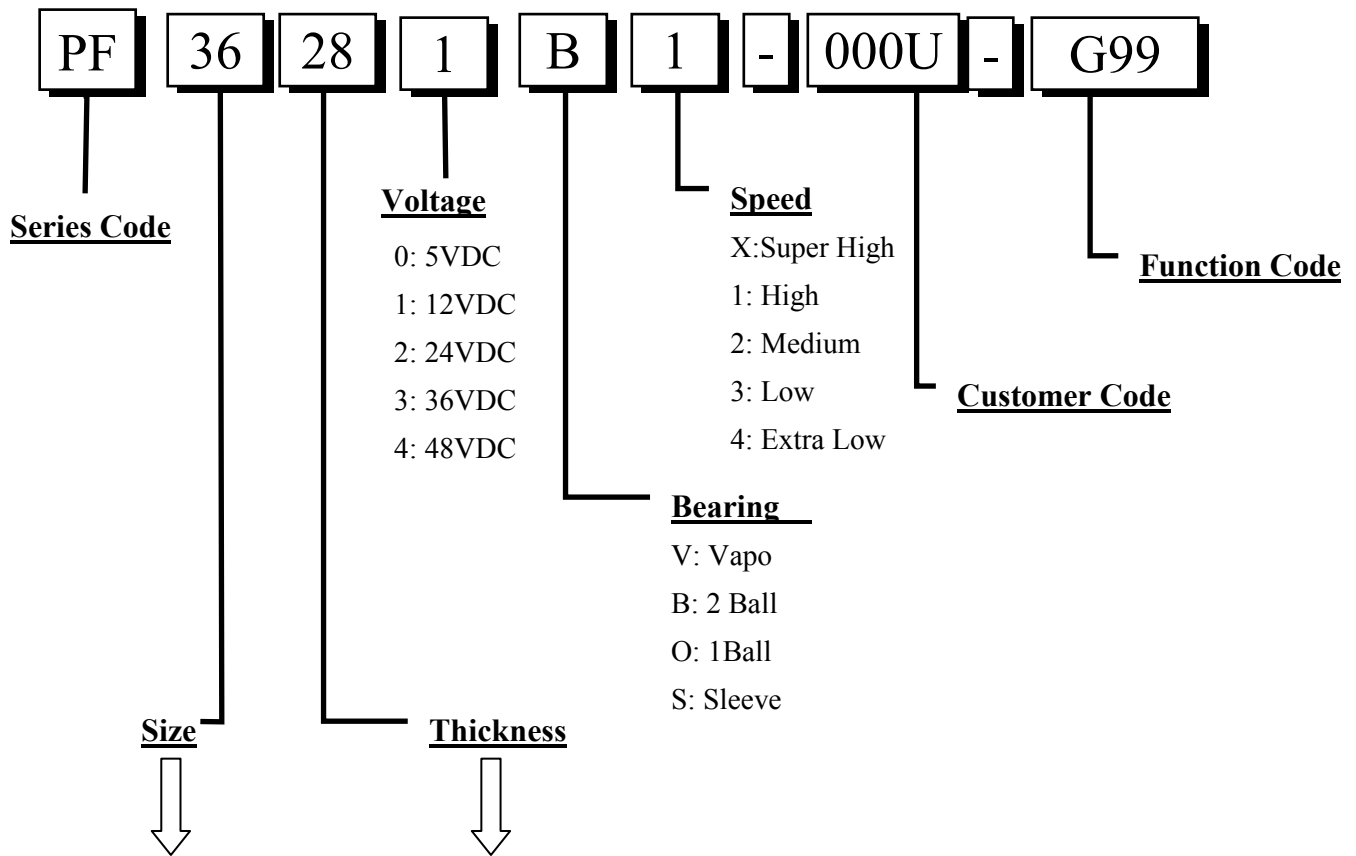 PF 36 28 1 B 1 - 000U - G99
Series Code
Voltage
0: 5VDC
1: 12VDC
2: 24VDC
3: 36VDC
4: 48VDC
Speed
X:Super High
1: High
2: Medium
3: Low
4: Extra Low
Function Code
Customer Code
Bearing
V: Vapo
B: 2 Ball
O: 1Ball
S: Sleeve
Size
Thickness